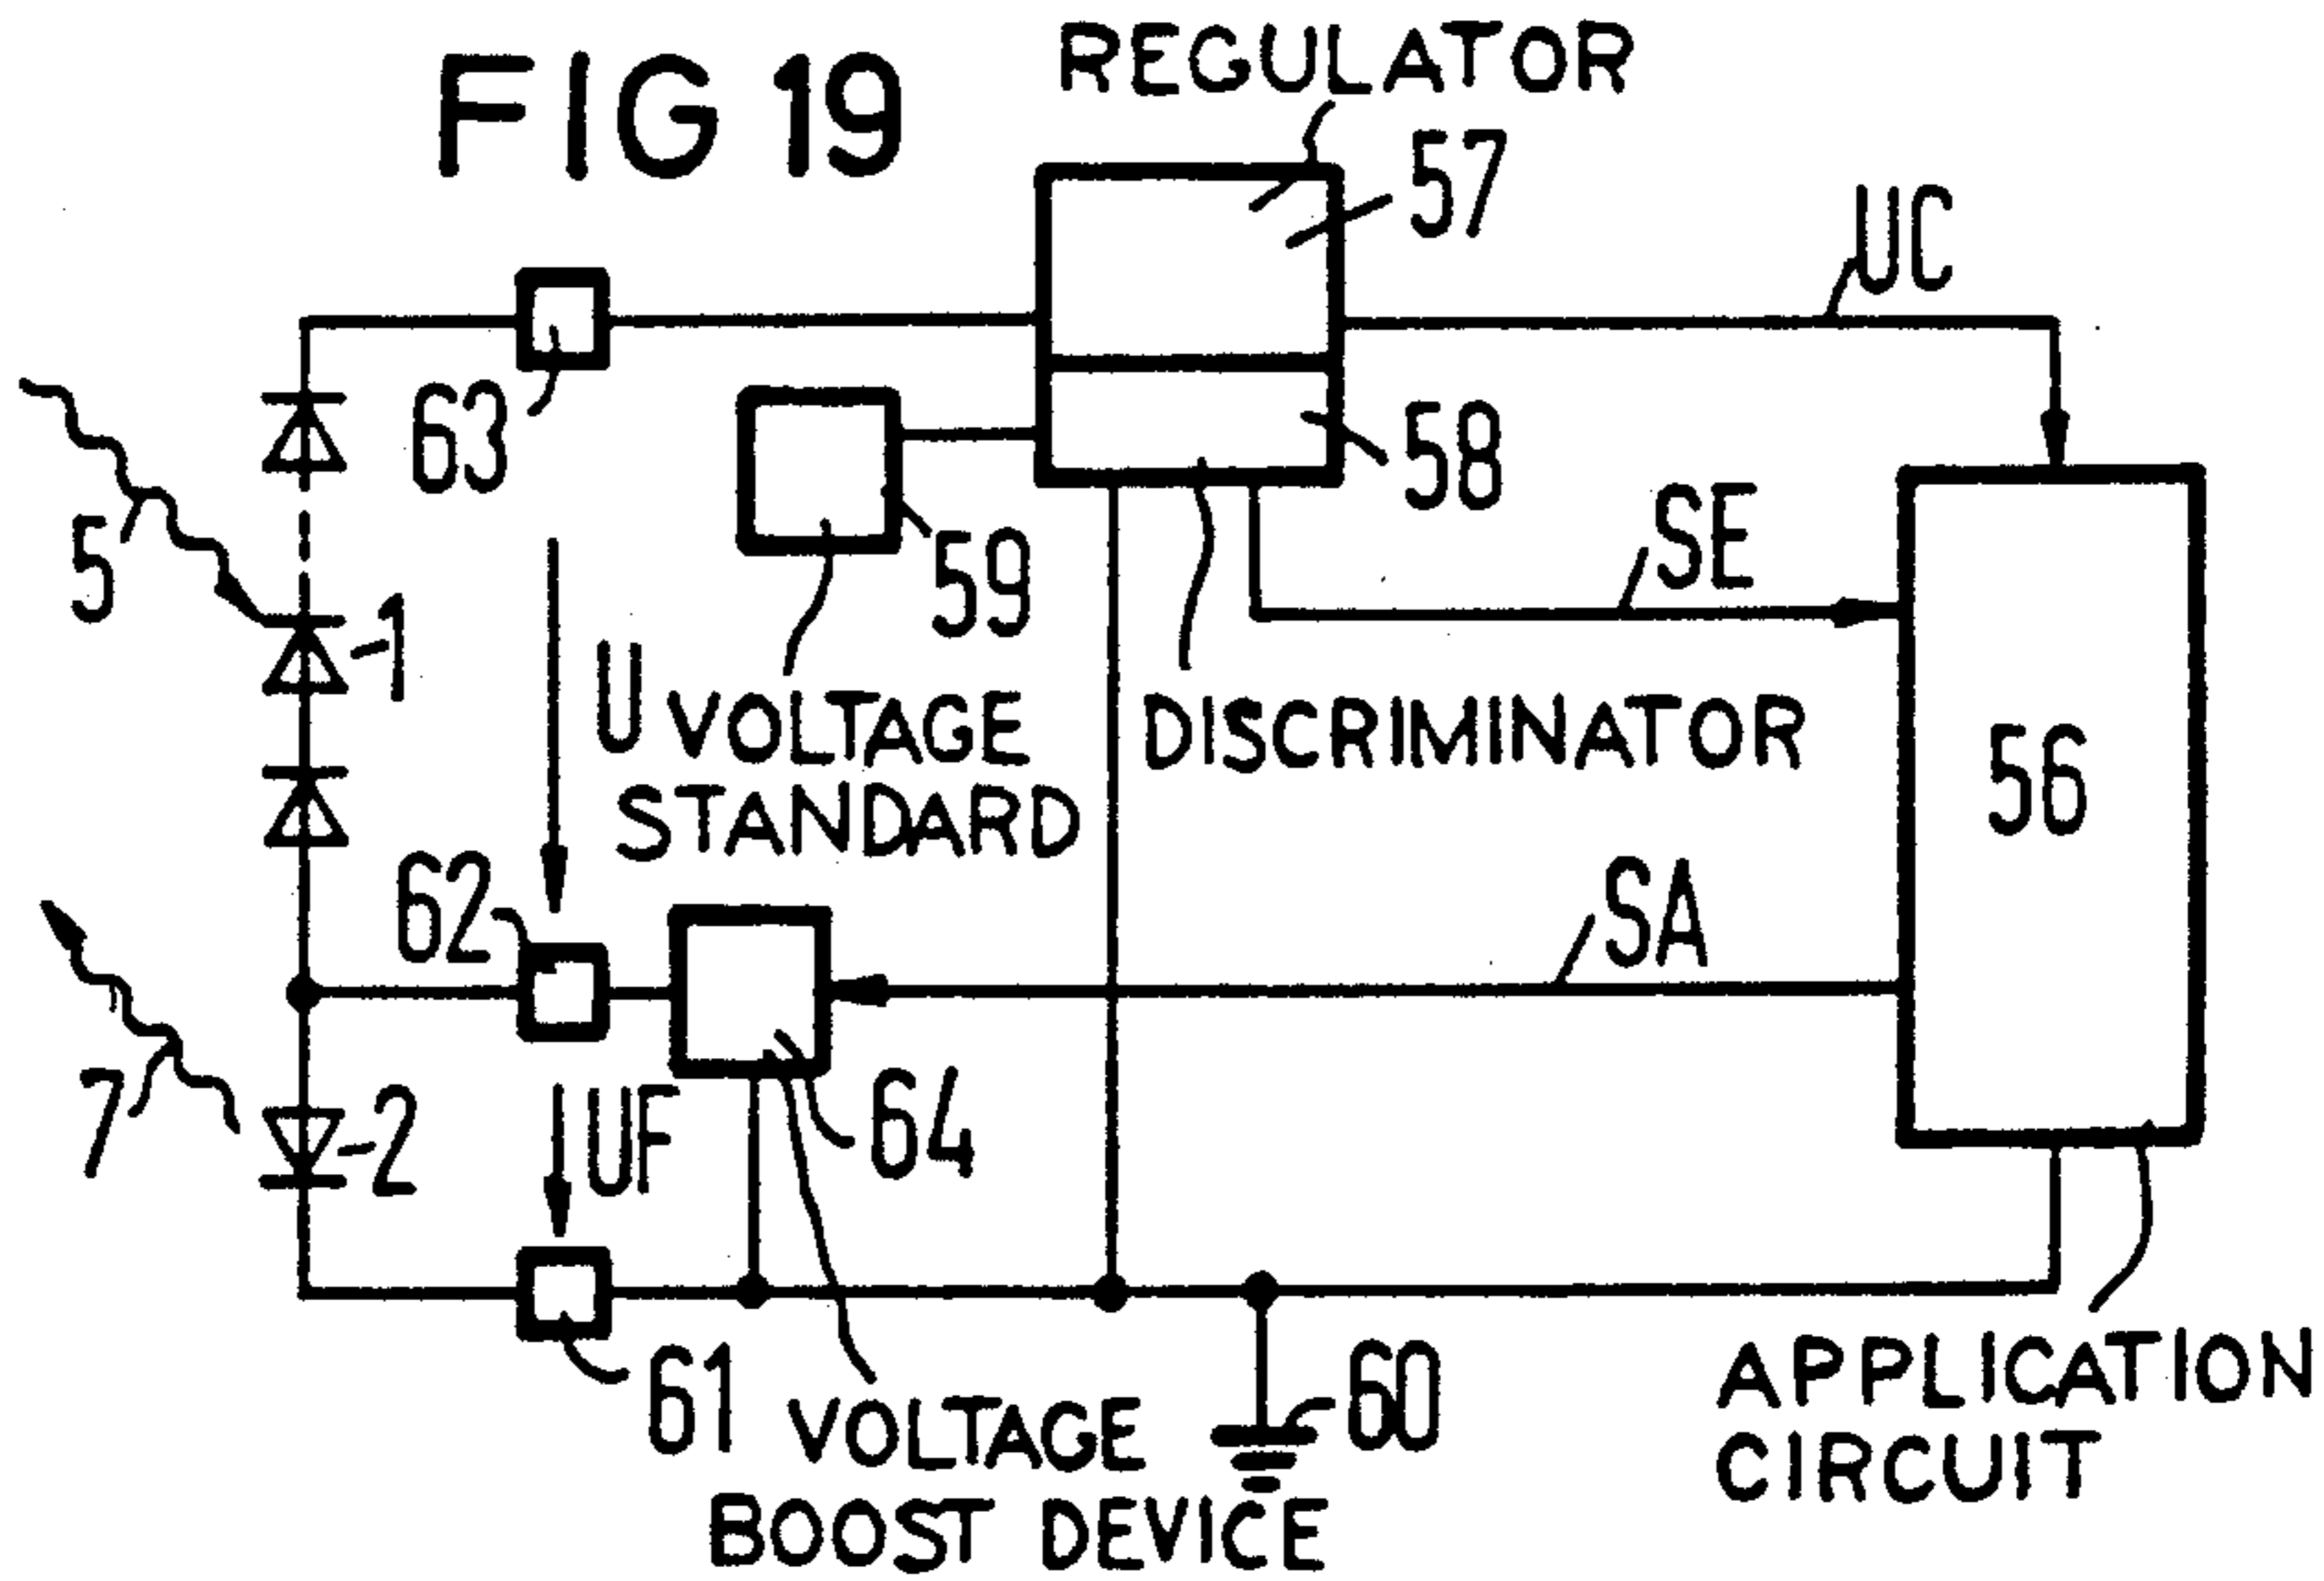 FIG 19
REGULATOR
57
UC
63
58
5
59
SE
1
U
VOLTAGE
STANDARD
DISCRIMINATOR
56
62
SA
7
2
UF
64
61
60
VOLTAGE
BOOST DEVICE
APPLICATION
CIRCUIT